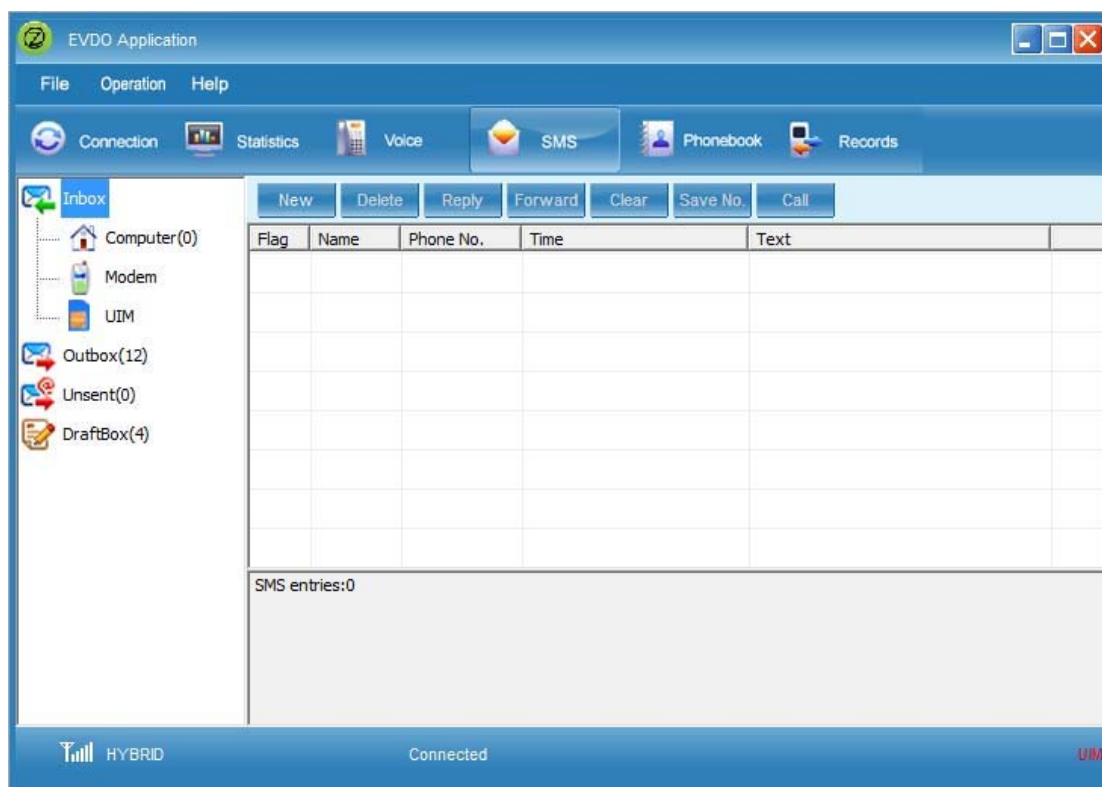 EVDO Application
File Operation Help
Connection Statistics Voice SMS Phonebook Records
Inbox
Computer(0)
Modem
UIM
Outbox(12)
Unsent(0)
DraftBox(4)
New Delete Reply Forward Clear Save No. Call
Flag Name Phone No. Time Text
SMS entries:0
HYBRID Connected UIM